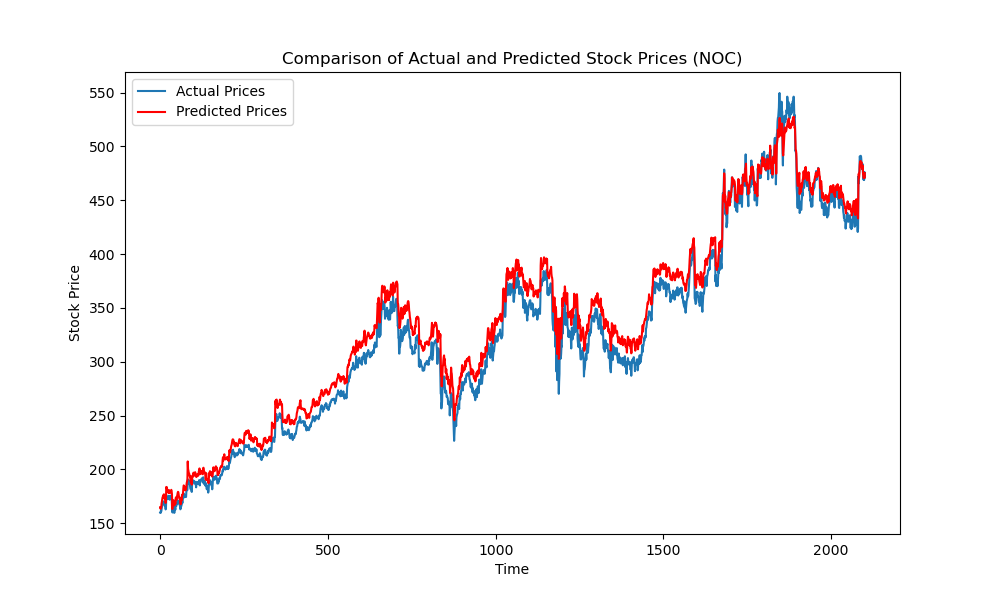 Comparison of Actual and Predicted Stock Prices (NOC)
Actual Prices
Predicted Prices
Stock Price
550
500
450
400
350
300
250
200
150
0 500 1000 1500 2000
Time